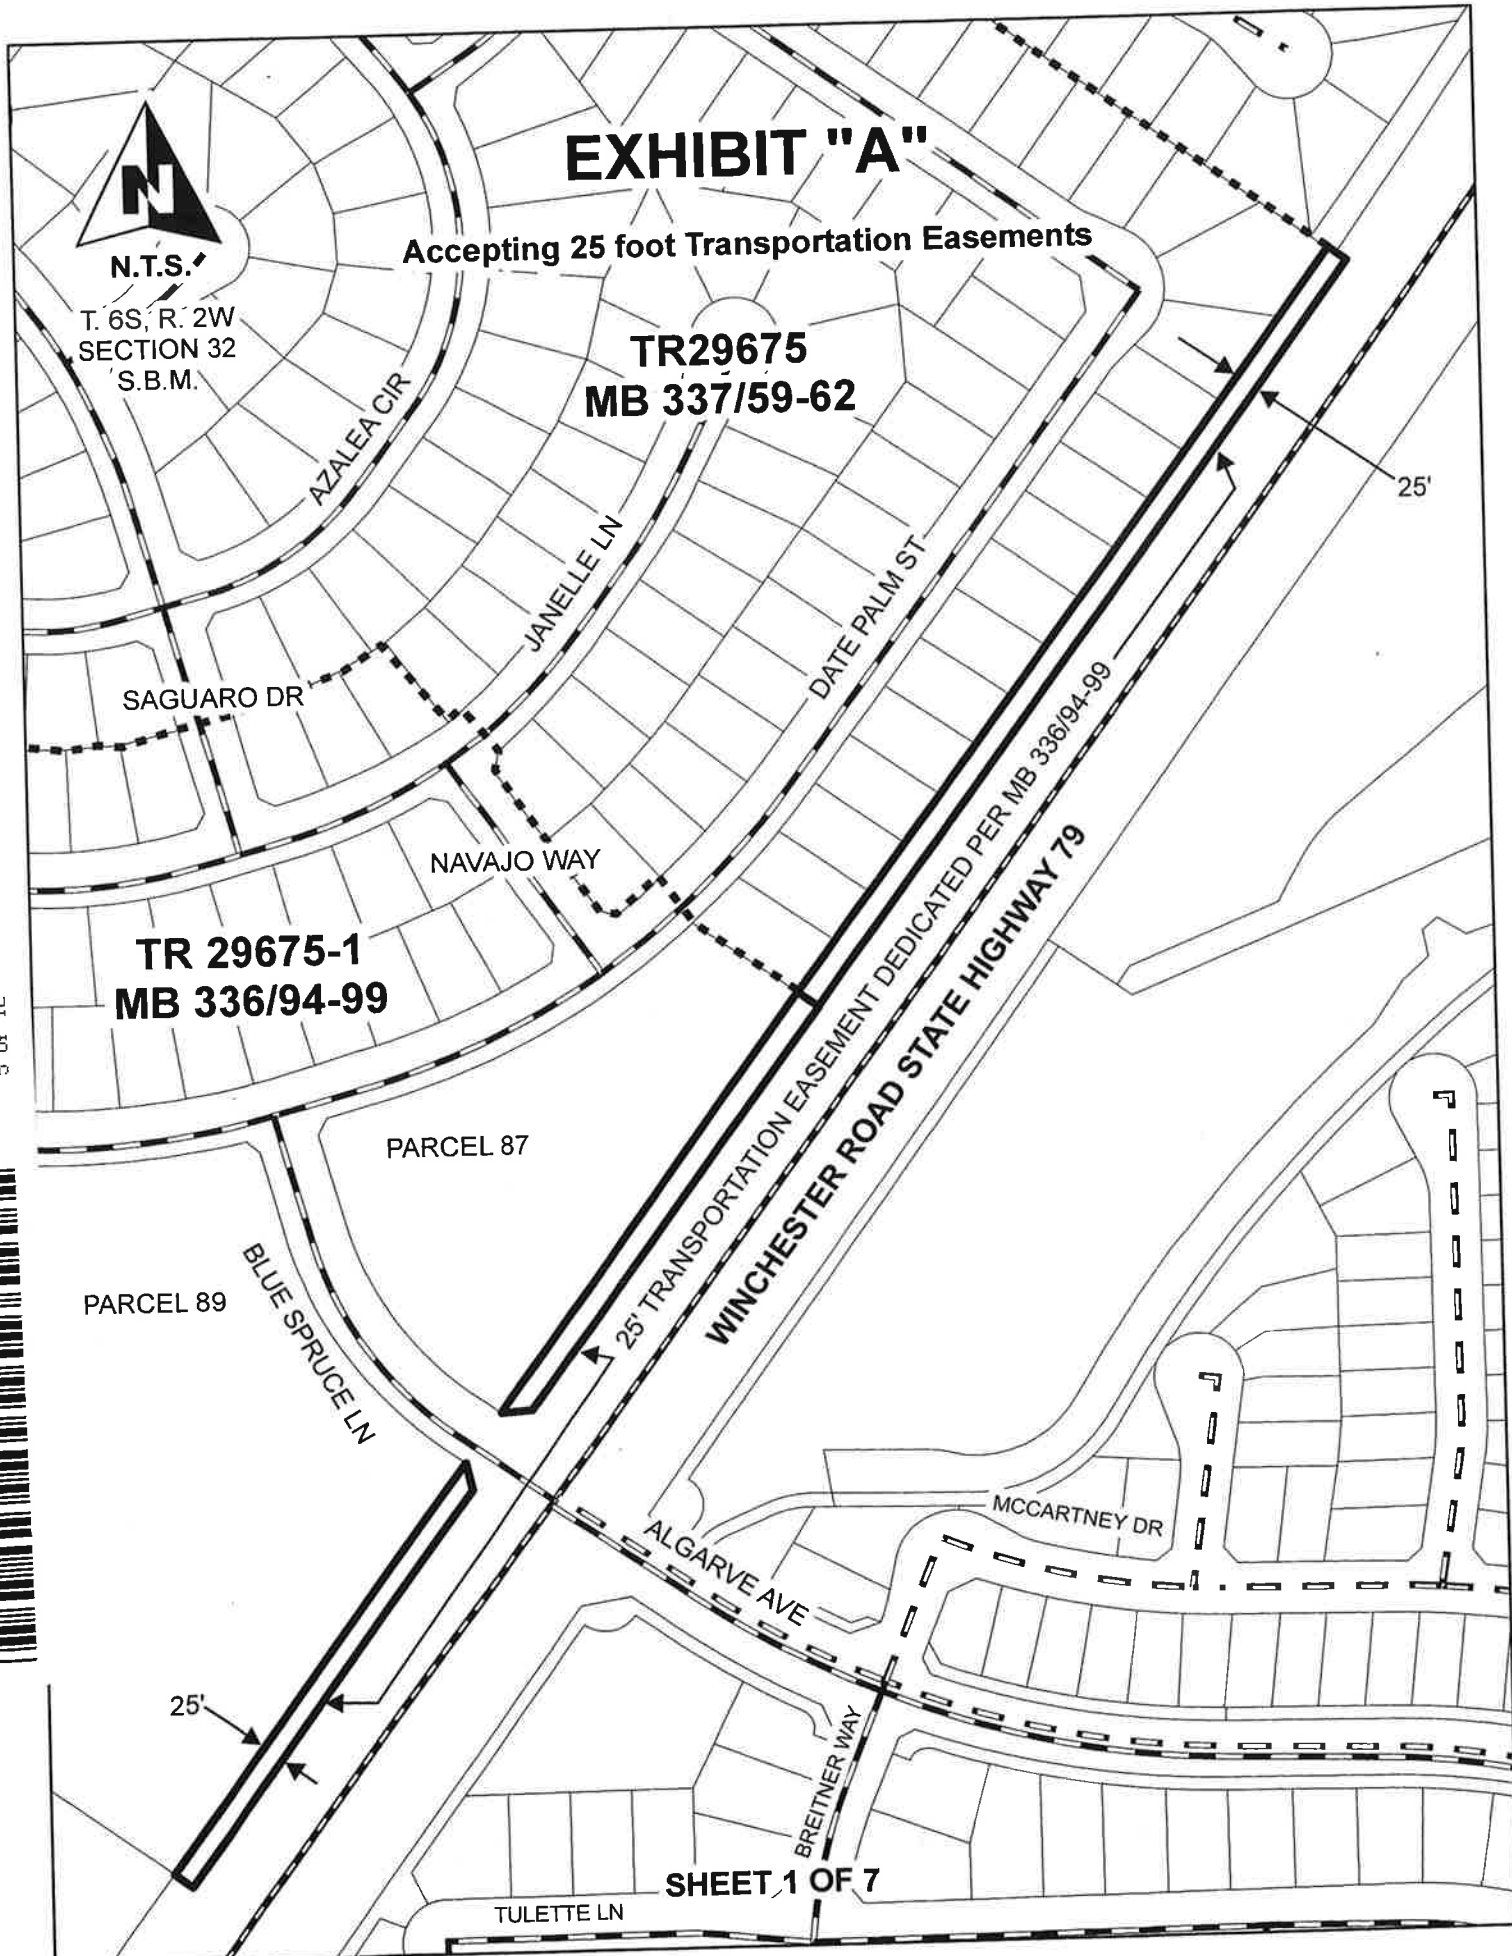 EXHIBIT "A"
Accepting 25 foot Transportation Easements
N
N.T.S.
T. 6S, R. 2W
SECTION 32
S.B.M.
TR29675
MB 337/59-62
AZALEA CIR
JANELLE LN
DATE PALM ST
25'
SAGUARO DR
NAVAJO WAY
TR 29675-1
MB 336/94-99
25' TRANSPORTATION EASEMENT DEDICATED PER MB 336/94-99
WINCHESTER ROAD STATE HIGHWAY 79
PARCEL 87
PARCEL 89
BLUE SPRUCE LN
ALGARVE AVE
MCCARTNEY DR
25'
BREITNER WAY
SHEET 1 OF 7
TULETTE LN